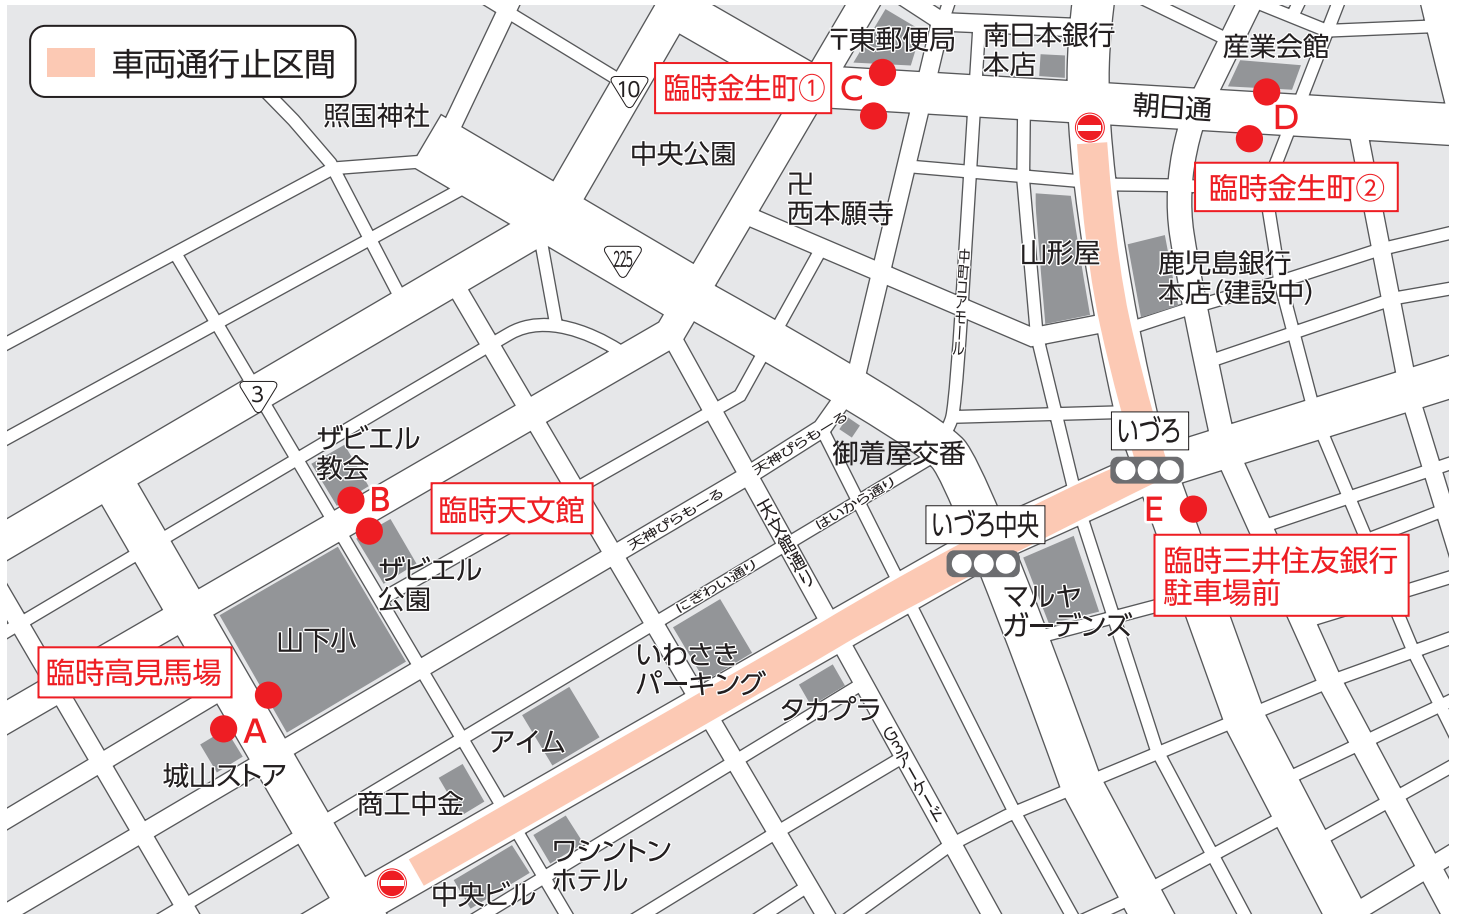 車両通行止区間
照国神社
10
臨時金生町①
C
〒東郵便局
南日本銀行
本店
産業会館
D
朝日通
臨時金生町②
中央公園
卍
西本願寺
225
中町コアモール
山形屋
鹿児島銀行
本店(建設中)
3
ザビエル
教会
B
臨時天文館
ザビエル
公園
天神ぴらもーる
天神ぴらもーる
御着屋交番
はいから通り
にぎわい通り
天文館通り
いづろ
E
いづろ中央
臨時三井住友銀行
駐車場前
マルヤ
ガーデンズ
山下小
臨時高見馬場
A
城山ストア
いわさき
パーキング
タカプラ
G3アーケード
アイム
商工中金
ワシントン
ホテル
中央ビル